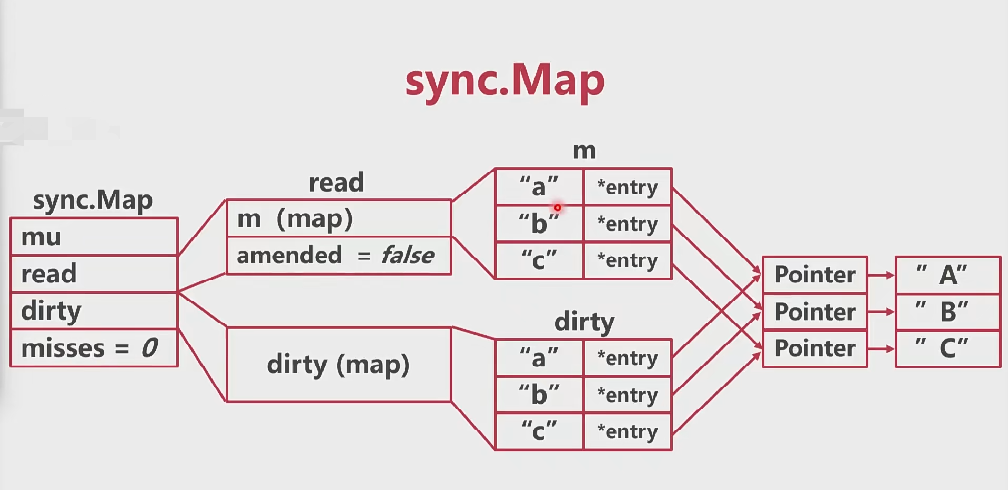 sync.Map
sync.Map
mu
read
dirty
misses = 0
read
m (map)
amended = false
dirty (map)
m
“a” *entry
“b” *entry
“c” *entry
dirty
“a” *entry
“b” *entry
“c” *entry
Pointer ” A”
Pointer ” B”
Pointer ” C”